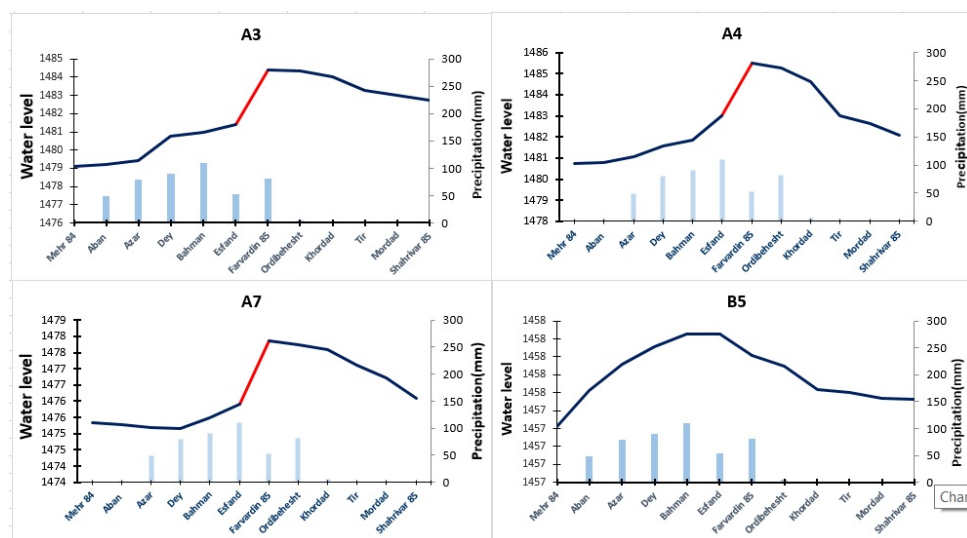 A3
Water level
1485
1484
1483
1482
1481
1480
1479
1478
1477
1476
300
250
200
150
100
50
0
Precipitation(mm)
Mehr 84
Aban
Azar
Dey
Bahman
Esfand
Farvardin 85
Ordibehesht
Khordad
Tir
Mordad
Shahrivar 85
A4
Water level
1486
1485
1484
1483
1482
1481
1480
1479
1478
300
250
200
150
100
50
0
Precipitation(mm)
Mehr 84
Aban
Azar
Dey
Bahman
Esfand
Farvardin 85
Ordibehesht
Khordad
Tir
Mordad
Shahrivar 85
A7
Water level
1479
1478
1478
1477
1477
1476
1476
1475
1475
1474
1474
300
250
200
150
100
50
0
Precipitation(mm)
Mehr 84
Aban
Azar
Dey
Bahman
Esfand
Farvardin 85
Ordibehesht
Khordad
Tir
Mordad
Shahrivar 85
B5
Water level
1458
1458
1458
1458
1458
1457
1457
1457
1457
1457
300
250
200
150
100
50
0
Precipitation(mm)
Mehr 84
Aban
Azar
Dey
Bahman
Esfand
Farvardin 85
Ordibehesht
Khordad
Tir
Mordad
Shahrivar 85
Char